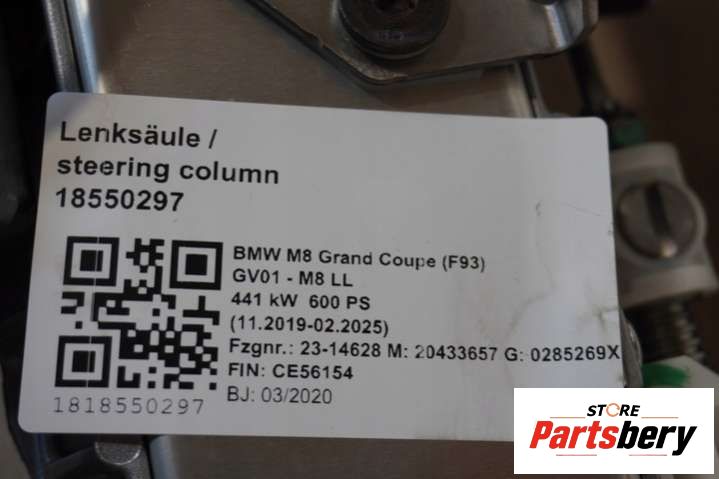 Lenksäule /
steering column
18550297
BMW M8 Grand Coupe (F93)
GV01 - M8 LL
441 kW 600 PS
(11.2019-02.2025)
Fzgnr.: 23-14628 M: 20433657 G: 0285269X
FIN: CE56154
BJ: 03/2020
1818550297
STORE
Partsbery